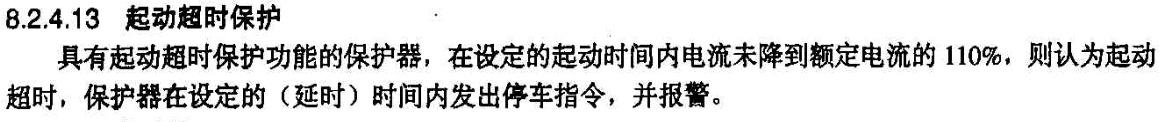 8.2.4.13 起动超时保护
具有起动超时保护功能的保护器，在设定的起动时间内电流未降到额定电流的 110%，则认为起动
超时，保护器在设定的（延时）时间内发出停车指令，并报警。